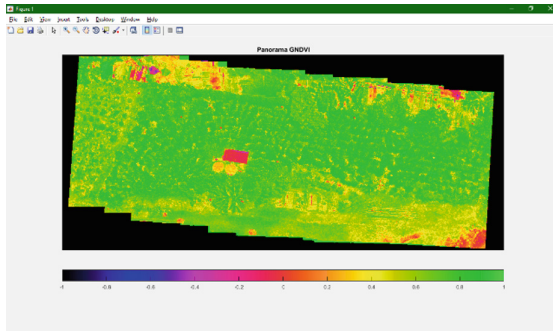 Figure 1
File Edit View Insert Tools Desktop Window Help
Panorama GNDVI
-1 -0.8 -0.6 -0.4 -0.2 0 0.2 0.4 0.6 0.8 1